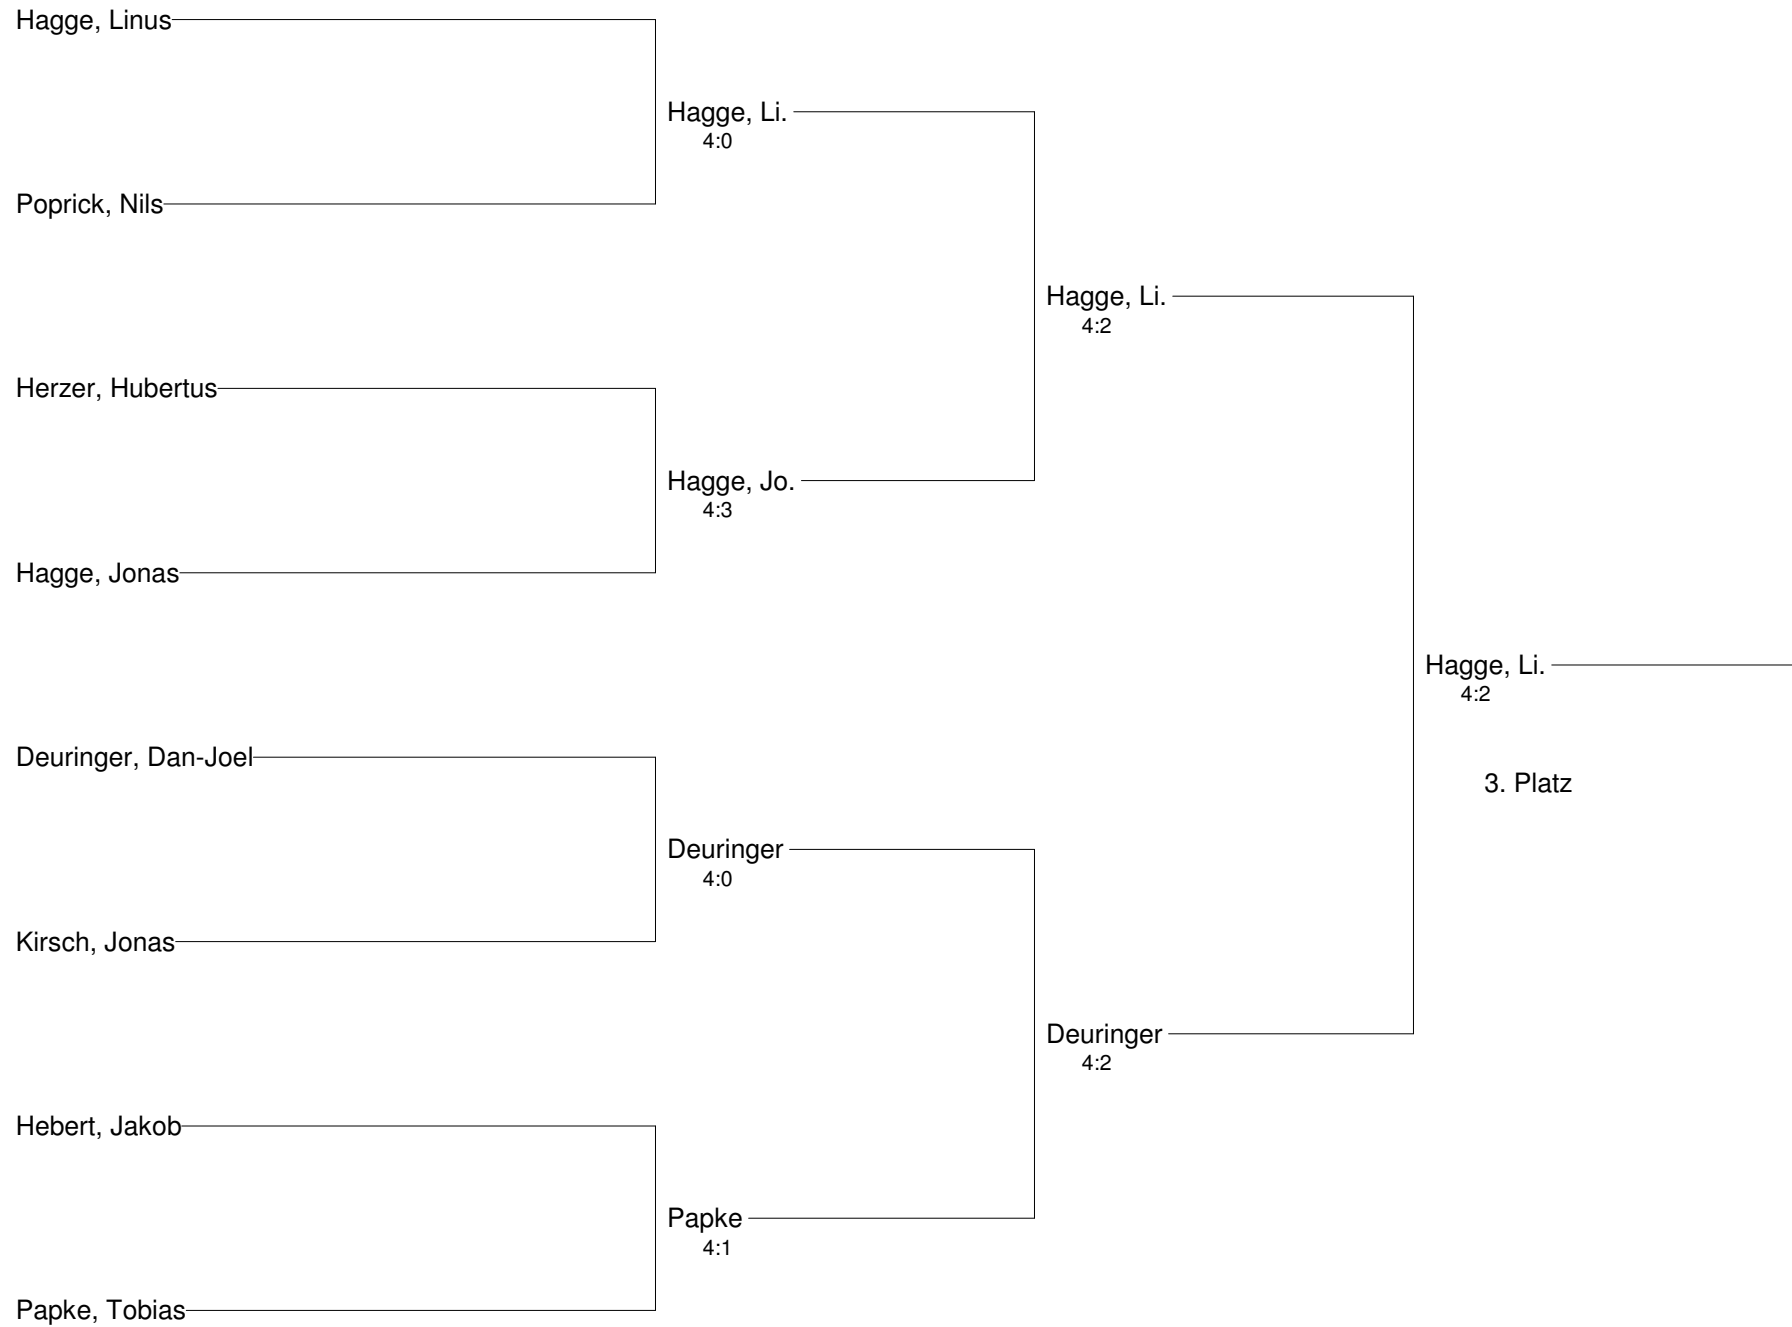 Hagge, Linus
Hagge, Li.
4:0
Poprick, Nils
Hagge, Li.
4:2
Herzer, Hubertus
Hagge, Jo.
4:3
Hagge, Jonas
Hagge, Li.
4:2
Deuringer, Dan-Joel
3. Platz
Deuringer
4:0
Kirsch, Jonas
Deuringer
4:2
Hebert, Jakob
Papke
4:1
Papke, Tobias